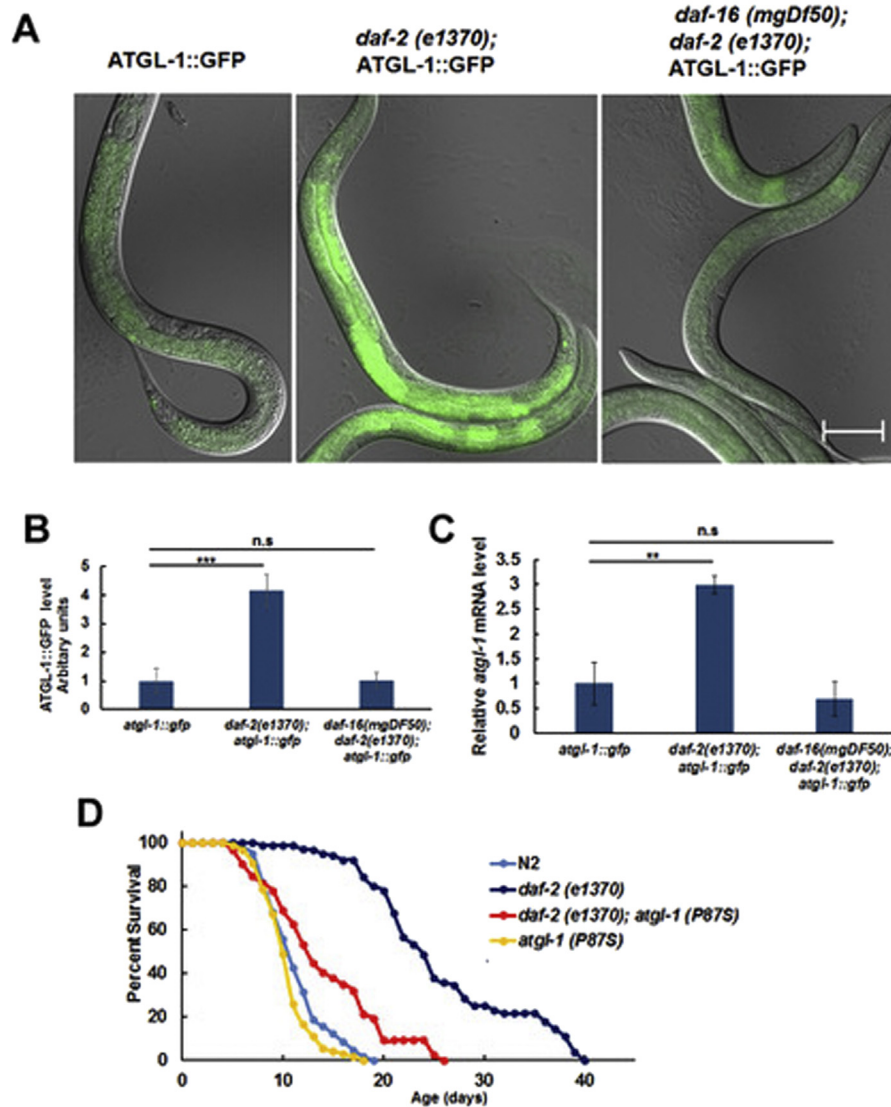 A
ATGL-1::GFP
daf-2 (e1370);
ATGL-1::GFP
daf-16 (mgDf50);
daf-2 (e1370);
ATGL-1::GFP
B
ATGL-1::GFP level
Arbitary units
5
4
3
2
1
0
n.s
***
atgl-1::gfp
daf-2(e1370);
atgl-1::gfp
daf-16(mgDF50);
daf-2(e1370);
atgl-1::gfp
C
Relative atgl-1 mRNA level
3.5
3
2.5
2
1.5
1
0.5
0
n.s
**
atgl-1::gfp
daf-2(e1370);
atgl-1::gfp
daf-16(mgDF50);
daf-2(e1370);
atgl-1::gfp
D
Percent Survival
100
80
60
40
20
0
0 10 20 30 40
Age (days)
N2
daf-2 (e1370)
daf-2 (e1370); atgl-1 (P87S)
atgl-1 (P87S)